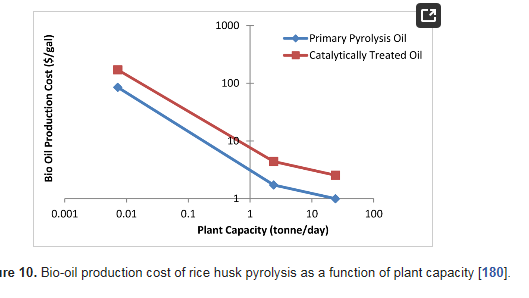 1000
Primary Pyrolysis Oil
Catalytically Treated Oil
100
10
1
Bio Oil Production Cost ($/gal)
0.001 0.01 0.1 1 10 100
Plant Capacity (tonne/day)
ure 10. Bio-oil production cost of rice husk pyrolysis as a function of plant capacity [180].